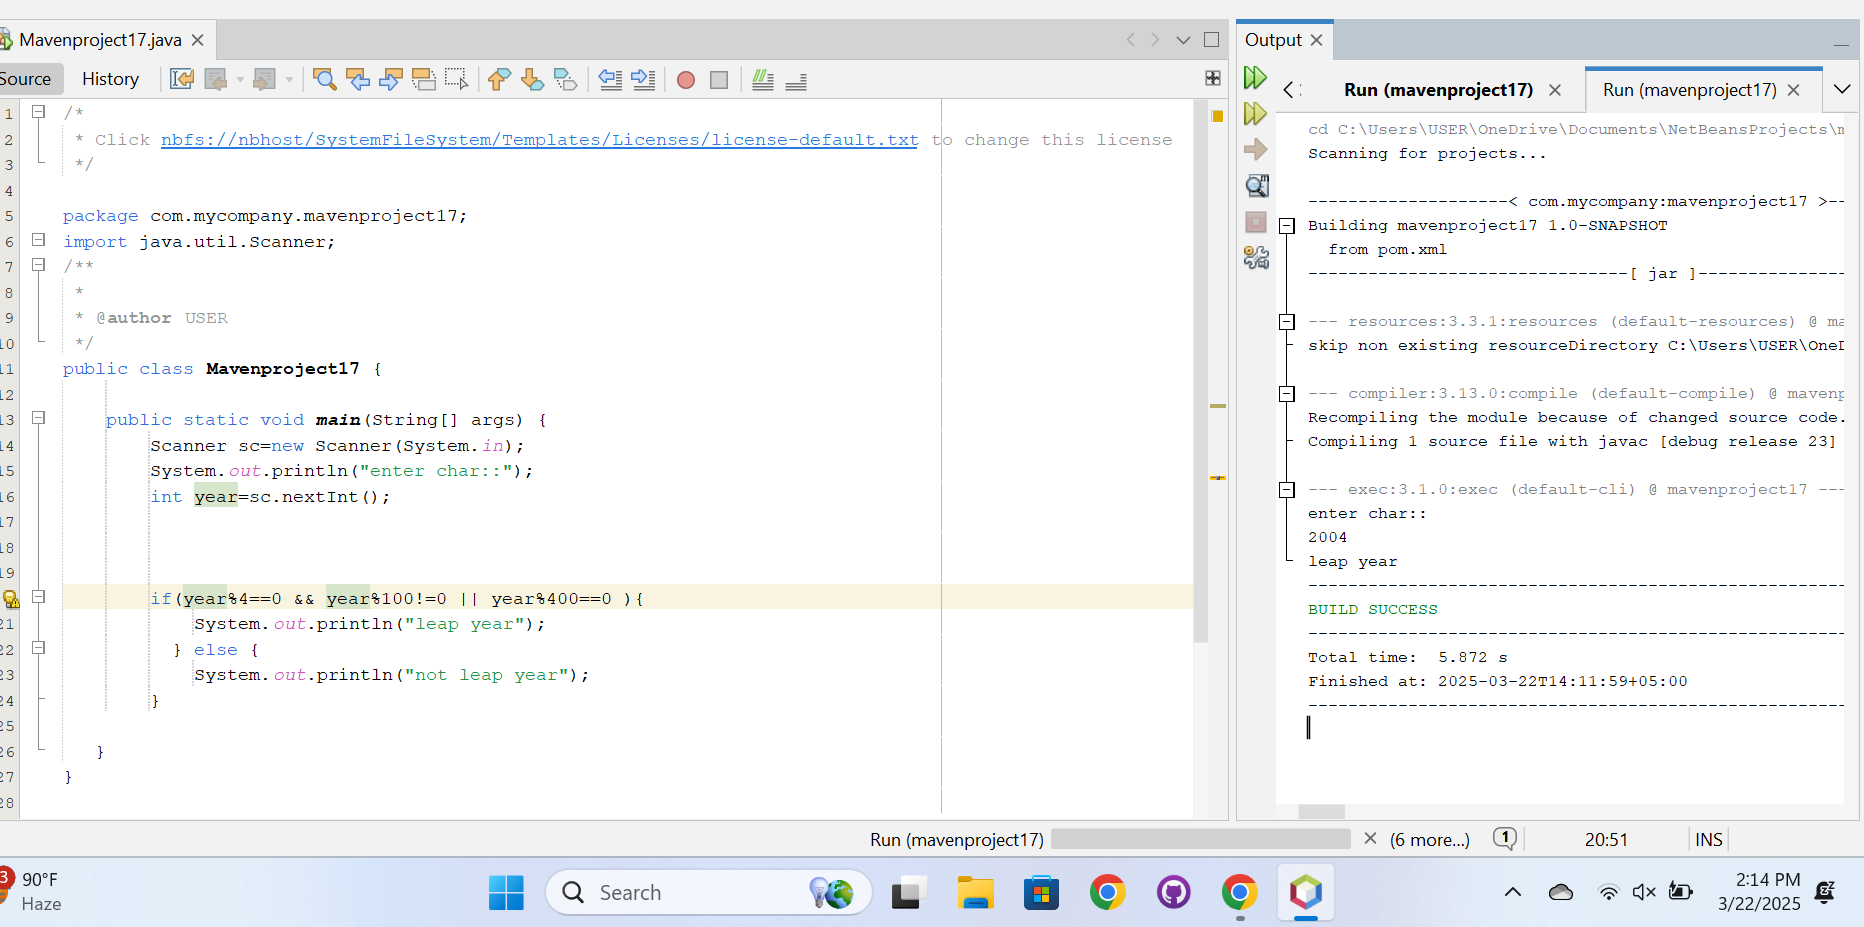 Mavenproject17.java
Source History
1 /*
2 * Click nbfs://nbhost/SystemFileSystem/Templates/Licenses/license-default.txt to change this license
3 */
4
5 package com.mycompany.mavenproject17;
6 import java.util.Scanner;
7 /**
8 *
9 * @author USER
10 */
11 public class Mavenproject17 {
12
13 public static void main(String[] args) {
14 Scanner sc=new Scanner(System.in);
15 System.out.println("enter char::");
16 int year=sc.nextInt();
17
18
19
if(year%4==0 && year%100!=0 || year%400==0 ){
21 System.out.println("leap year");
22 } else {
23 System.out.println("not leap year");
24 }
25
26 }
27 }
28
Output
Run (mavenproject17) Run (mavenproject17)
cd C:\Users\USER\OneDrive\Documents\NetBeansProjects\m
Scanning for projects...
--------------------< com.mycompany:mavenproject17 >--
Building mavenproject17 1.0-SNAPSHOT
from pom.xml
--------------------------------[ jar ]---------------
--- resources:3.3.1:resources (default-resources) @ ma
skip non existing resourceDirectory C:\Users\USER\OneD
--- compiler:3.13.0:compile (default-compile) @ mavenp
Recompiling the module because of changed source code.
Compiling 1 source file with javac [debug release 23]
--- exec:3.1.0:exec (default-cli) @ mavenproject17 ---
enter char::
2004
leap year
------------------------------------------------------
BUILD SUCCESS
------------------------------------------------------
Total time:  5.872 s
Finished at: 2025-03-22T14:11:59+05:00
------------------------------------------------------
Run (mavenproject17) (6 more...) 1 20:51 INS
3 90°F
Haze
Search
2:14 PM
3/22/2025